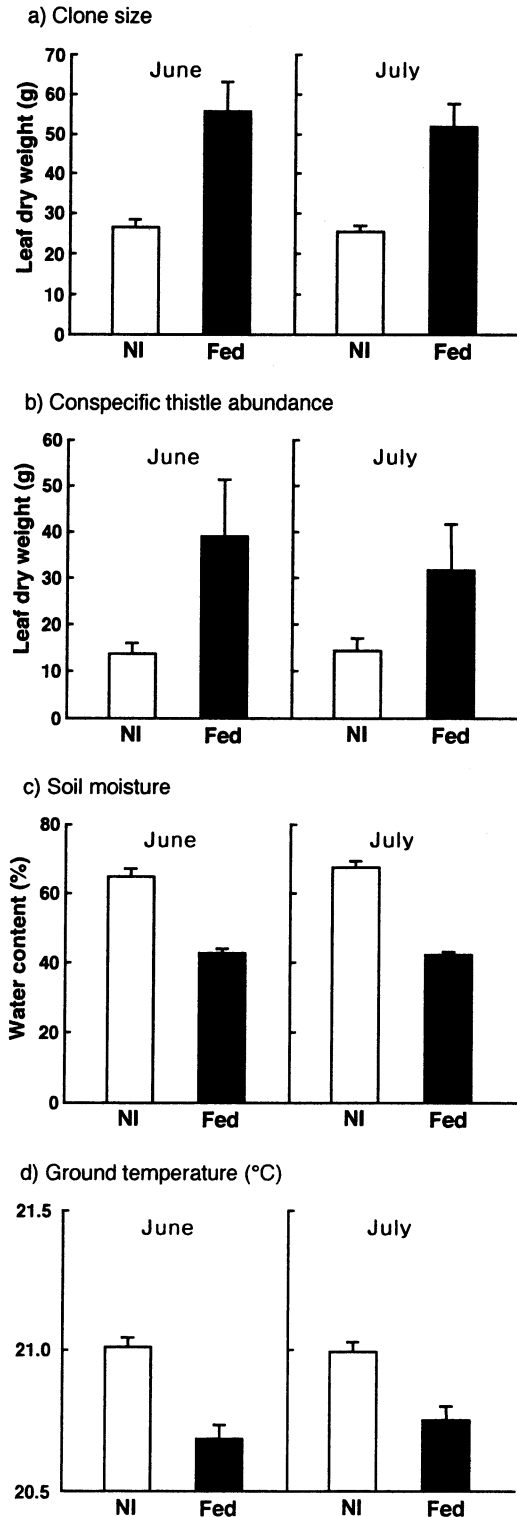 a) Clone size
Leaf dry weight (g)
70
60
50
40
30
20
10
0
June
July
NI
Fed
NI
Fed
b) Conspecific thistle abundance
Leaf dry weight (g)
60
50
40
30
20
10
0
June
July
NI
Fed
NI
Fed
c) Soil moisture
Water content (%)
80
60
40
20
0
June
July
NI
Fed
NI
Fed
d) Ground temperature (°C)
21.5
21.0
20.5
June
July
NI
Fed
NI
Fed